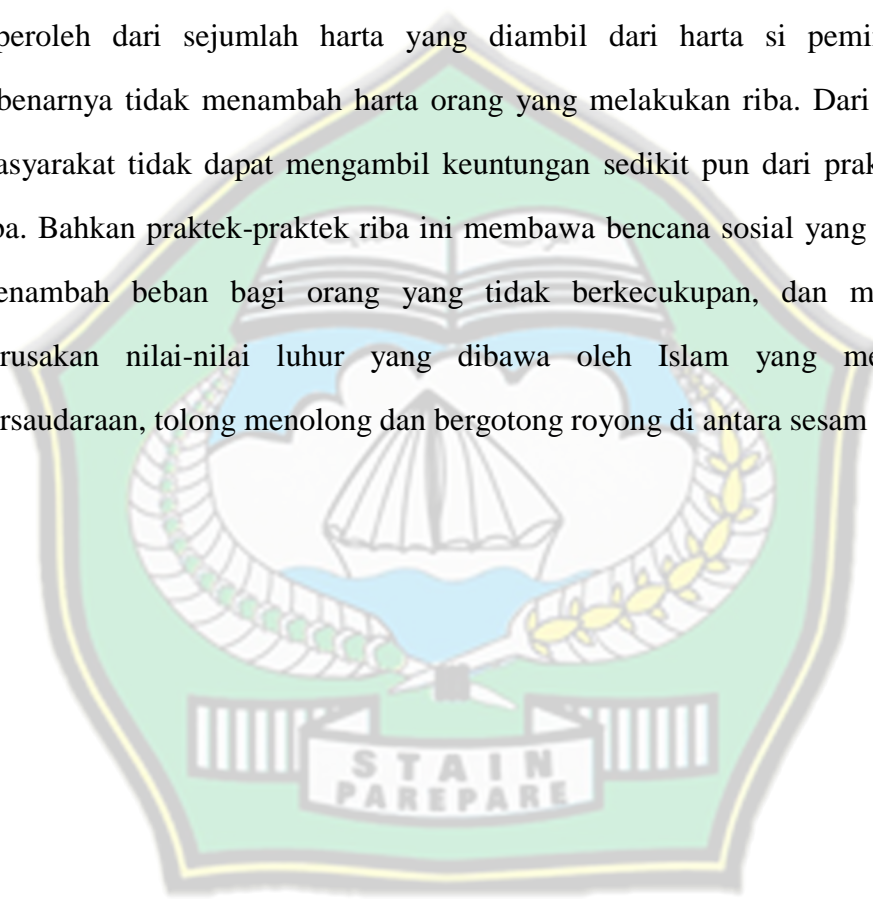 peroleh dari sejumlah harta yang diambil dari harta si pemi
benarnya tidak menambah harta orang yang melakukan riba. Dari
asyarakat tidak dapat mengambil keuntungan sedikit pun dari prak
ba. Bahkan praktek-praktek riba ini membawa bencana sosial yang
enambah beban bagi orang yang tidak berkecukupan, dan m
rusakan nilai-nilai luhur yang dibawa oleh Islam yang me
rsaudaraan, tolong menolong dan bergotong royong di antara sesam
STAIN
PAREPARE